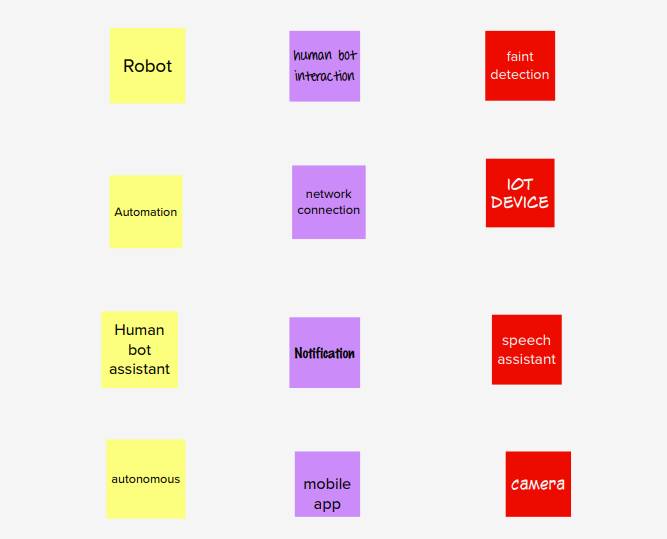 Robot
human bot
interaction
faint
detection
Automation
network
connection
IOT
DEVICE
Human
bot
assistant
Notification
speech
assistant
autonomous
mobile
app
camera